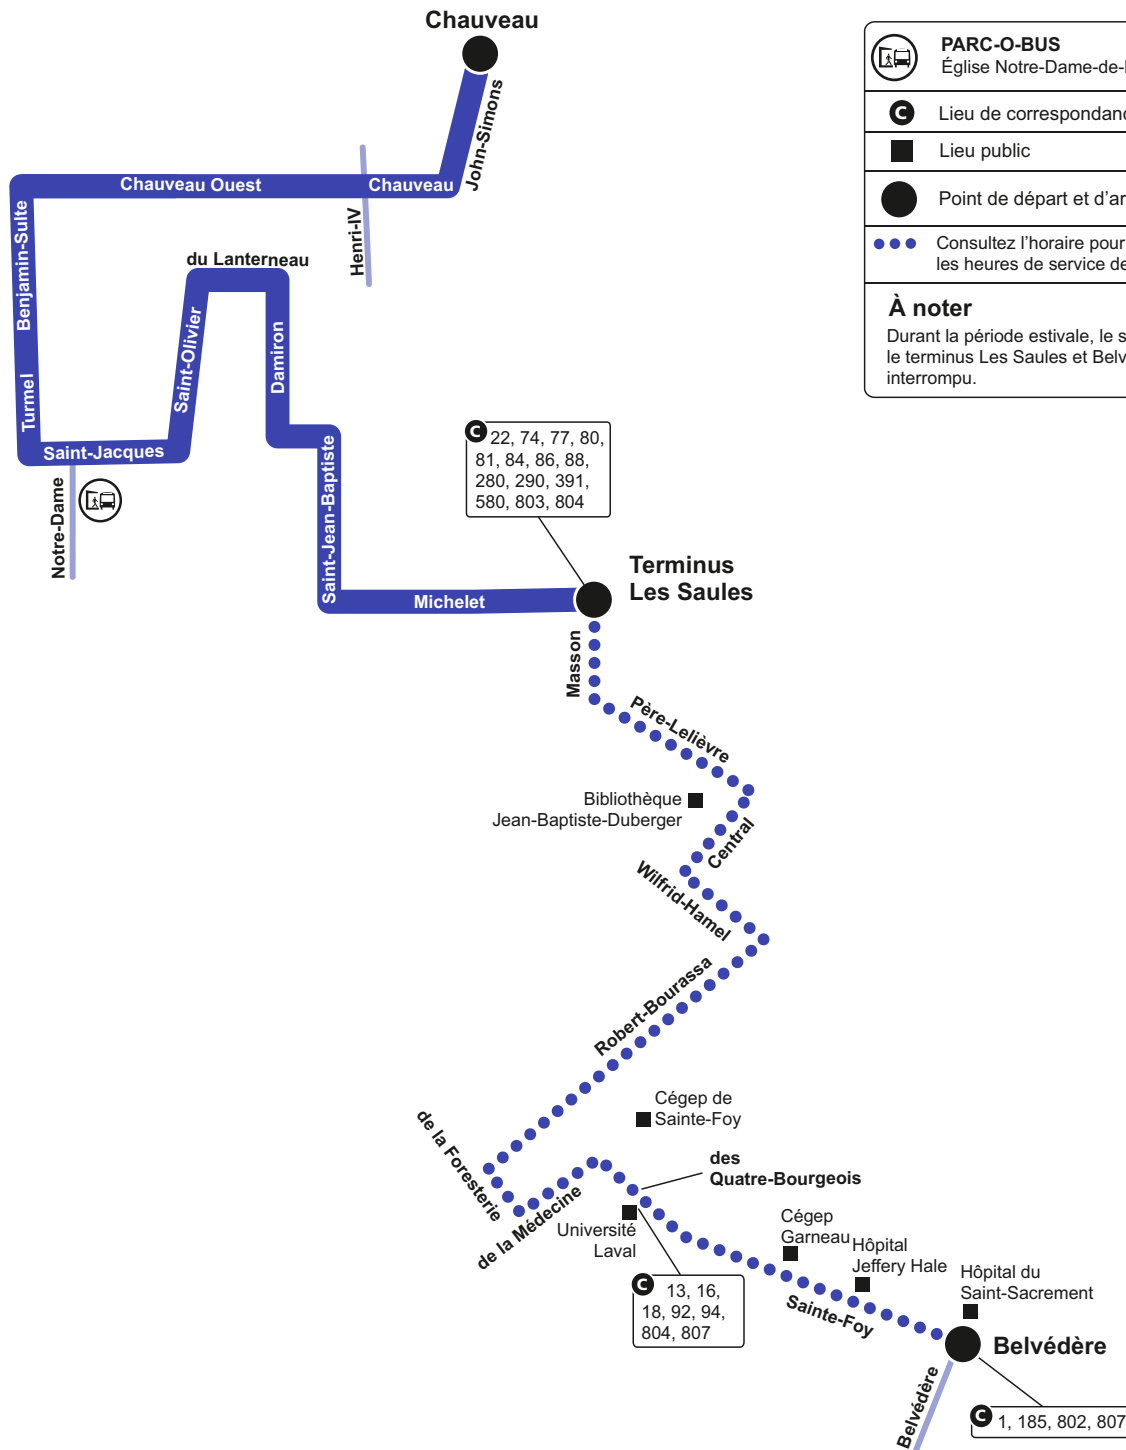 Chauveau
John-Simons
Chauveau Ouest
Chauveau
Henri-IV
Benjamin-Sulte
Turmel
du Lanterneau
Saint-Olivier
Damiron
Saint-Jacques
Notre-Dame
Saint-Jean-Baptiste
Michelet
C 22, 74, 77, 80,
81, 84, 86, 88,
280, 290, 391,
580, 803, 804
Terminus
Les Saules
Masson
Père-Lelièvre
Bibliothèque
Jean-Baptiste-Duberger
Central
Wilfrid-Hamel
Robert-Bourassa
Cégep de
Sainte-Foy
de la Foresterie
de la Médecine
des
Quatre-Bourgeois
Université
Laval
C 13, 16,
18, 92, 94,
804, 807
Cégep
Garneau
Hôpital
Jeffery Hale
Sainte-Foy
Hôpital du
Saint-Sacrement
Belvédère
Belvédère
C 1, 185, 802, 807
PARC-O-BUS
Église Notre-Dame-de-
C Lieu de correspondan
Lieu public
Point de départ et d'ar
Consultez l'horaire pour
les heures de service de
À noter
Durant la période estivale, le s
le terminus Les Saules et Belv
interrompu.